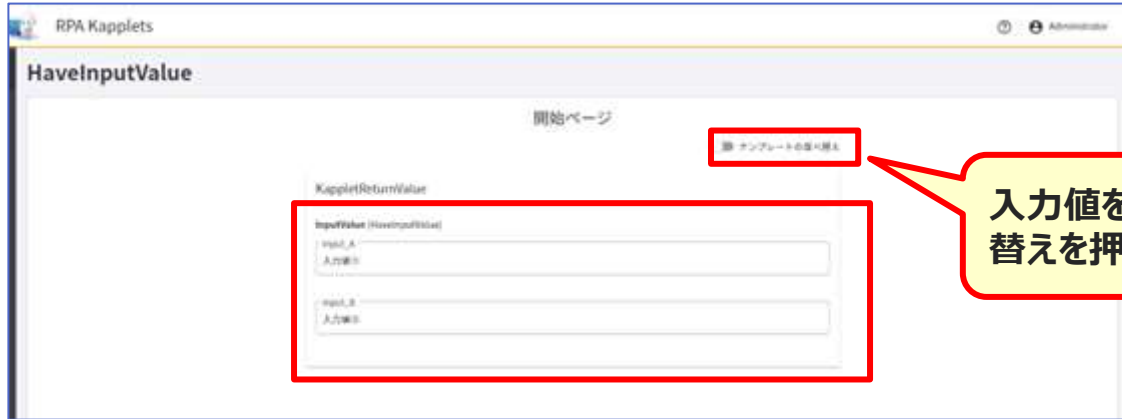 RPA Kapplets
Administrator
HaveInputValue
開始ページ
テンプレートの並べ替え
KappletReturnValue
InputValue (HaveInputValue)
Input_A
入力値①
Input_B
入力値②
入力値を
替えを押